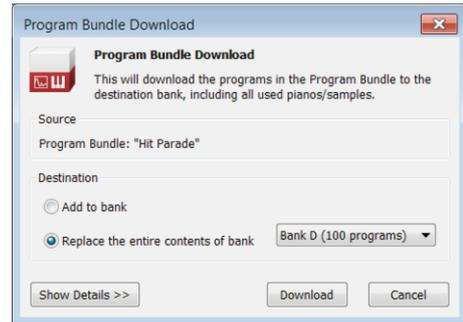 Program Bundle Download
Program Bundle Download
This will download the programs in the Program Bundle to the
destination bank, including all used pianos/samples.
Source
Program Bundle: "Hit Parade"
Destination
Add to bank
Replace the entire contents of bank
Bank D (100 programs)
Show Details >>
Download
Cancel